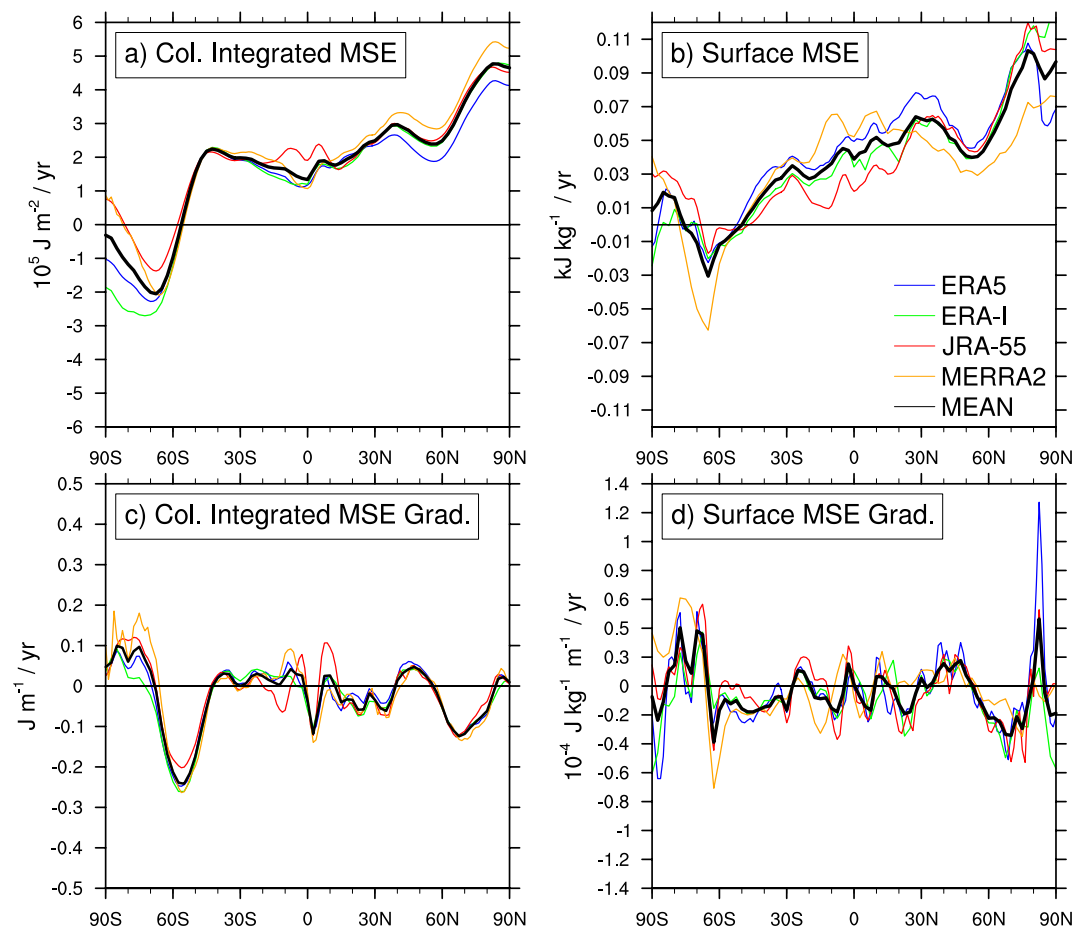 a) Col. Integrated MSE
6
5
4
3
2
1
0
-1
-2
-3
-4
-5
-6
10⁵ J m⁻² / yr
90S 60S 30S 0 30N 60N 90N
b) Surface MSE
0.11
0.09
0.07
0.05
0.03
0.01
-0.01
-0.03
-0.05
-0.07
-0.09
-0.12
kJ kg⁻¹ / yr
ERA5
ERA-I
JRA-55
MERRA2
MEAN
90S 60S 30S 0 30N 60N 90N
c) Col. Integrated MSE Grad.
0.5
0.4
0.3
0.2
0.1
0
-0.1
-0.2
-0.3
-0.4
-0.5
J m⁻¹ / yr
90S 60S 30S 0 30N 60N 90N
d) Surface MSE Grad.
1.4
1.2
1
0.8
0.6
0.3
0
-0.2
-0.4
-0.6
-0.8
-1
-1.4
10⁻⁴ J kg⁻¹ m⁻¹ / yr
90S 60S 30S 0 30N 60N 90N